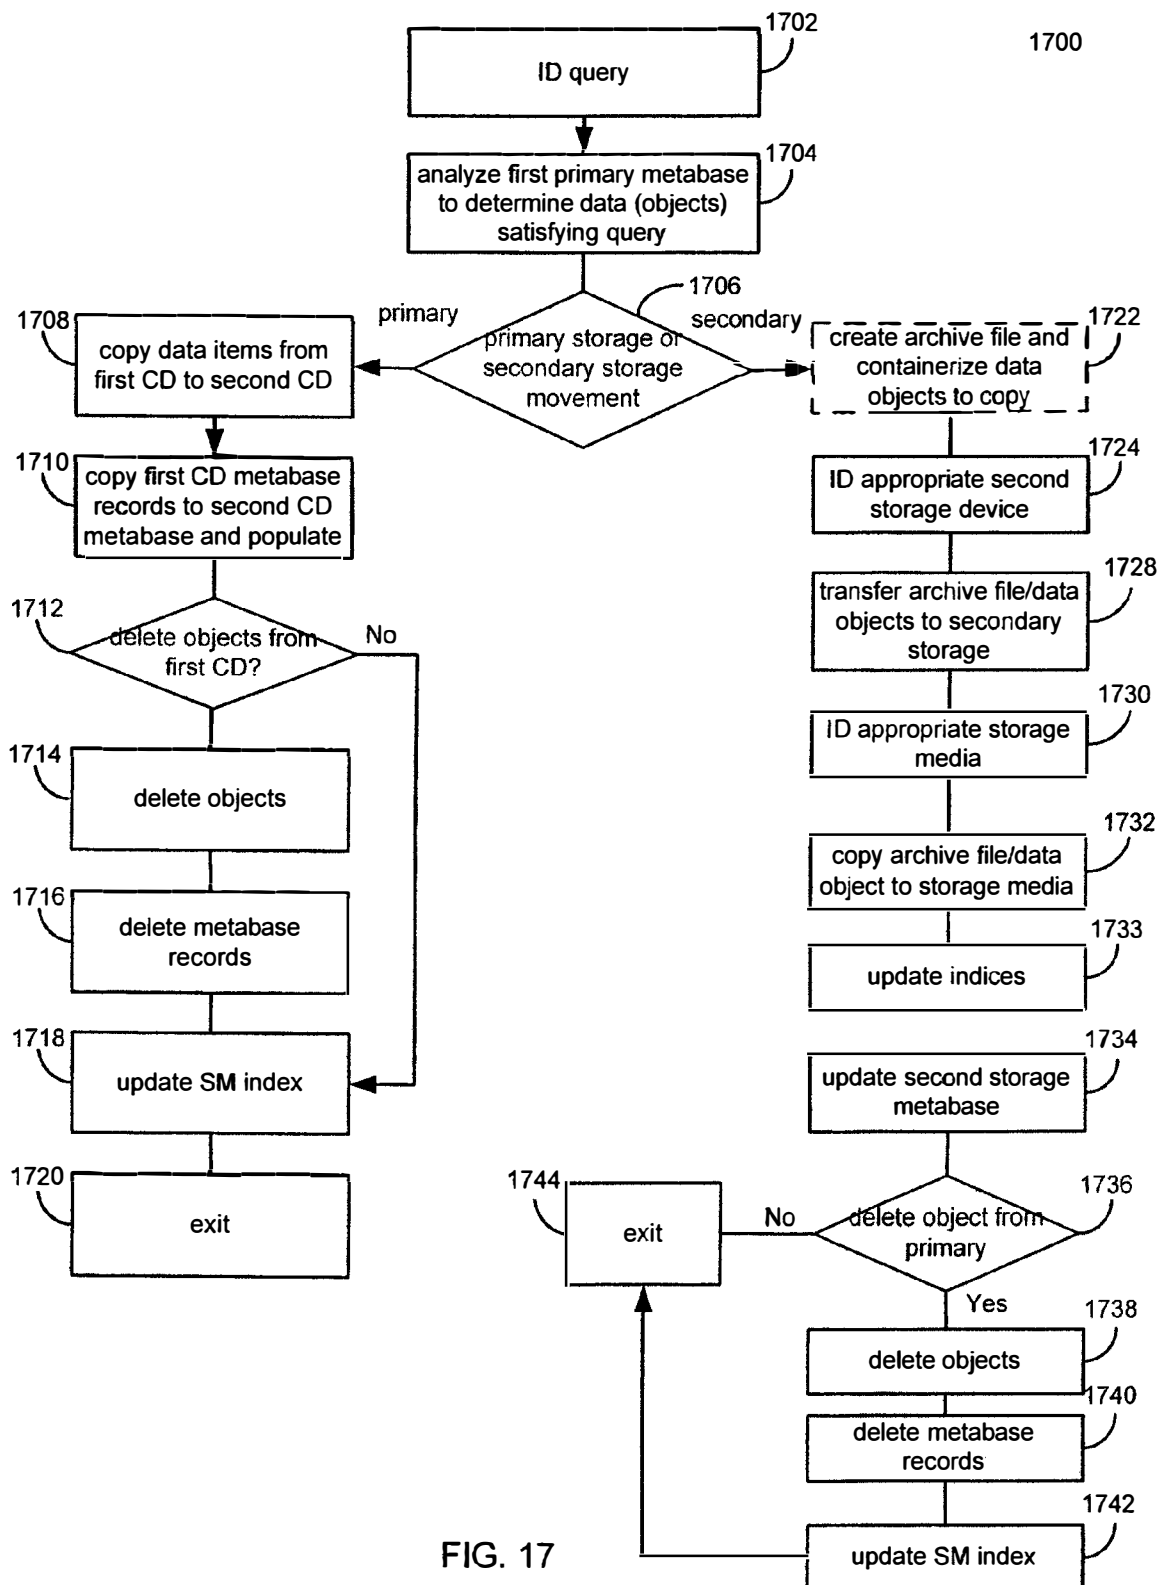 1702
1700
ID query
1704
analyze first primary metabase
to determine data (objects)
satisfying query
1706
primary
secondary
primary storage or
secondary storage
movement
1708
copy data items from
first CD to second CD
1710
copy first CD metabase
records to second CD
metabase and populate
1712
delete objects from
first CD?
No
1714
delete objects
1716
delete metabase
records
1718
update SM index
1720
exit
1722
create archive file and
containerize data
objects to copy
1724
ID appropriate second
storage device
1728
transfer archive file/data
objects to secondary
storage
1730
ID appropriate storage
media
1732
copy archive file/data
object to storage media
1733
update indices
1734
update second storage
metabase
1736
delete object from
primary
No
1744
exit
Yes
1738
delete objects
1740
delete metabase
records
1742
update SM index
FIG. 17